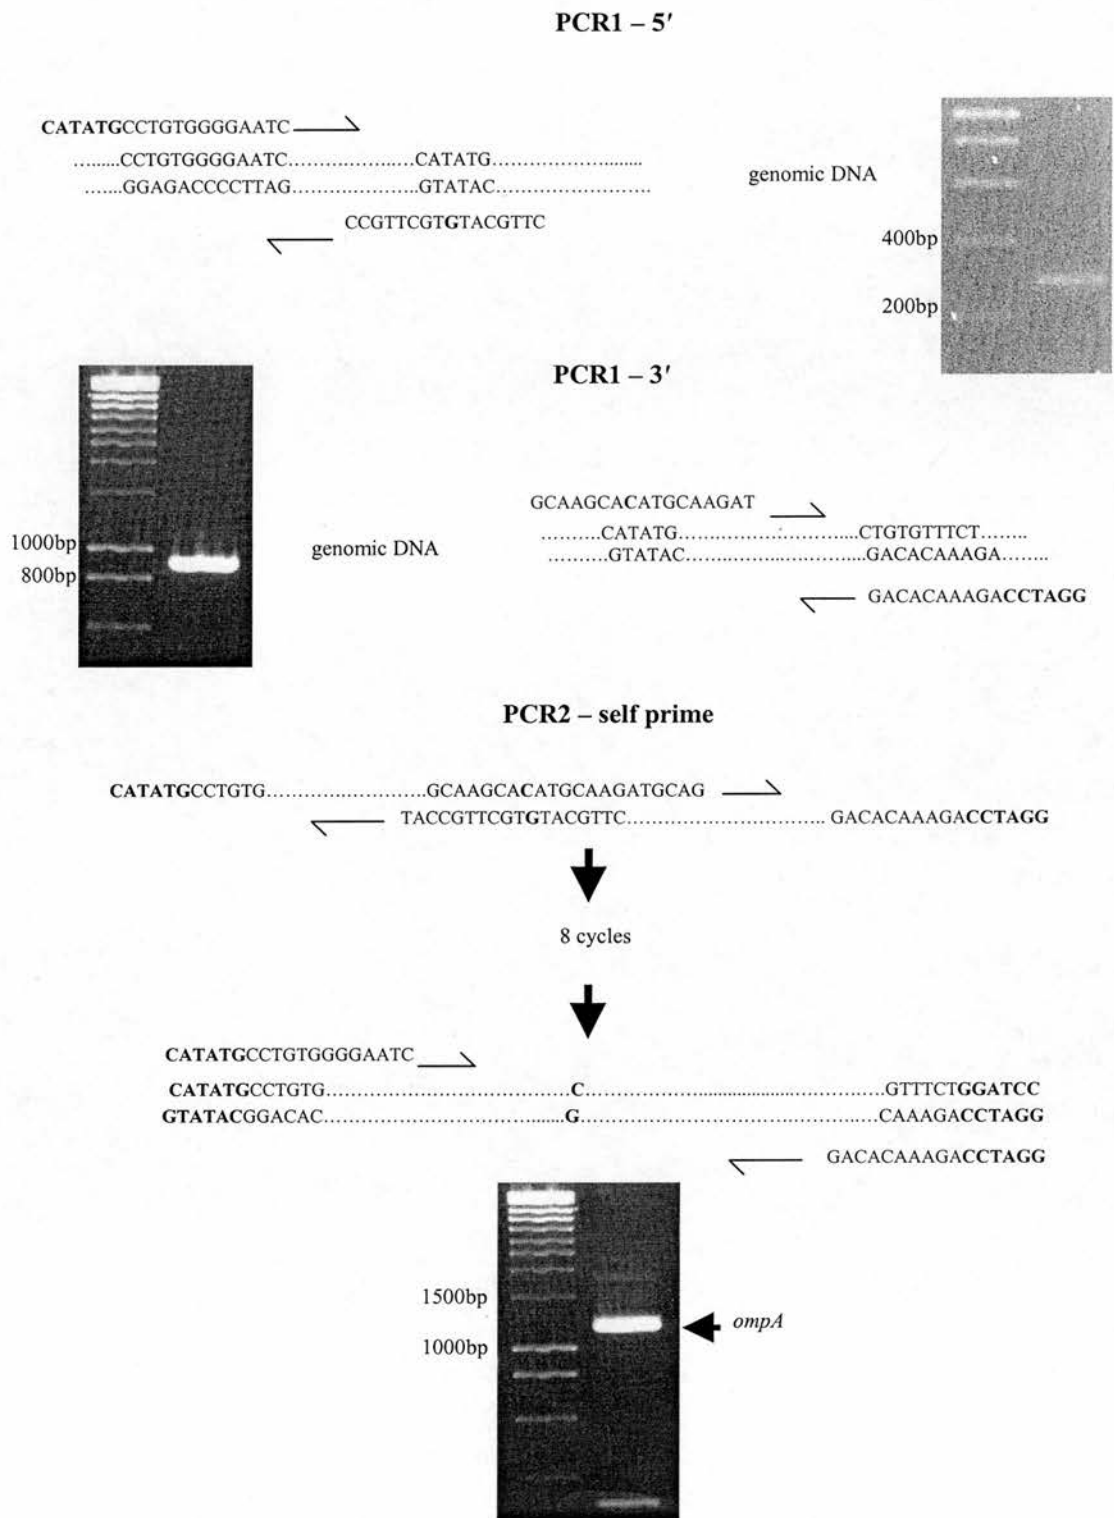 PCR1 – 5′
CATATGCCTGTGGGGAATC
..........CCTGTGGGGAATC......................CATATG............................
genomic DNA
.......GGAGACCCCTTAG......................GTATAC............................
CCGTTCGTGTACGTTC
400bp
200bp
PCR1 – 3′
GCAAGCACATGCAAGAT
..........CATATG..............................CTGTGTTTCT........
1000bp
genomic DNA
..........GTATAC..............................GACACAAAGA........
800bp
GACACAAAGACCTAGG
PCR2 – self prime
CATATGCCTGTG..........................GCAAGCACATGCAAGATGCAG
TACCGTTCGTGTACGTTC.............................. GACACAAAGACCTAGG
8 cycles
CATATGCCTGTGGGGAATC
CATATGCCTGTG........................................C..................................................GTTTCTGGATCC
GTATACGGACAC........................................G..................................................CAAAGACCTAGG
GACACAAAGACCTAGG
1500bp
ompA
1000bp